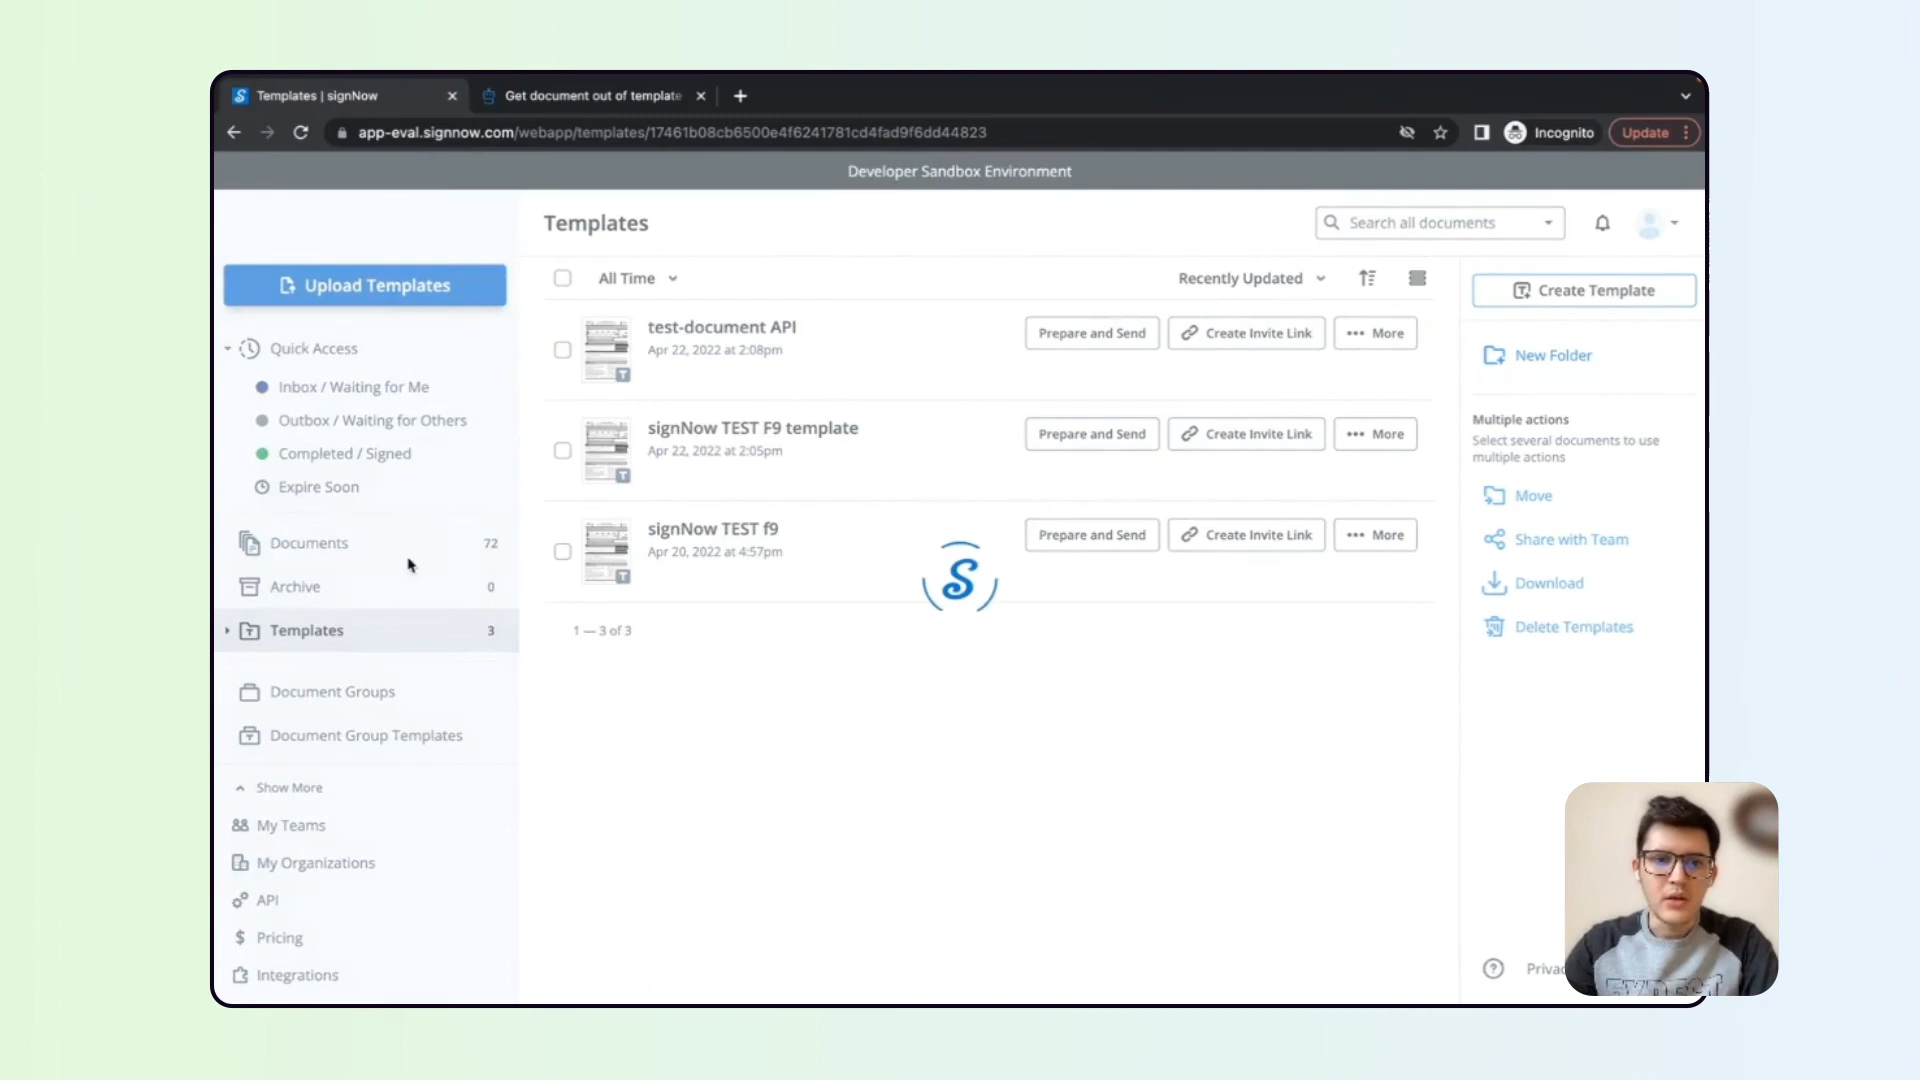 Templates | signNow
Get document out of template
app-eval.signnow.com/webapp/templates/17461b08cb6500e4f6241781cd4fad9f6dd44823
Incognito
Update
Developer Sandbox Environment
Templates
Search all documents
Upload Templates
All Time
Recently Updated
Create Template
Quick Access
Inbox / Waiting for Me
Outbox / Waiting for Others
Completed / Signed
Expire Soon
Documents 72
Archive 0
Templates 3
Document Groups
Document Group Templates
Show More
My Teams
My Organizations
API
Pricing
Integrations
test-document API
Apr 22, 2022 at 2:08pm
Prepare and Send
Create Invite Link
More
signNow TEST F9 template
Apr 22, 2022 at 2:05pm
Prepare and Send
Create Invite Link
More
signNow TEST f9
Apr 20, 2022 at 4:57pm
Prepare and Send
Create Invite Link
More
1 — 3 of 3
New Folder
Multiple actions
Select several documents to use
multiple actions
Move
Share with Team
Download
Delete Templates